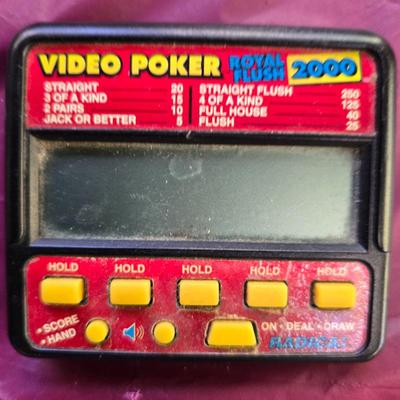 VIDEO POKER ROYAL FLUSH 2000
STRAIGHT 20 STRAIGHT FLUSH 250
3 OF A KIND 15 4 OF A KIND 125
2 PAIRS 10 FULL HOUSE 40
JACK OR BETTER 5 FLUSH 25
HOLD HOLD HOLD HOLD HOLD
• SCORE
• HAND
ON • DEAL • DRAW
RADICA